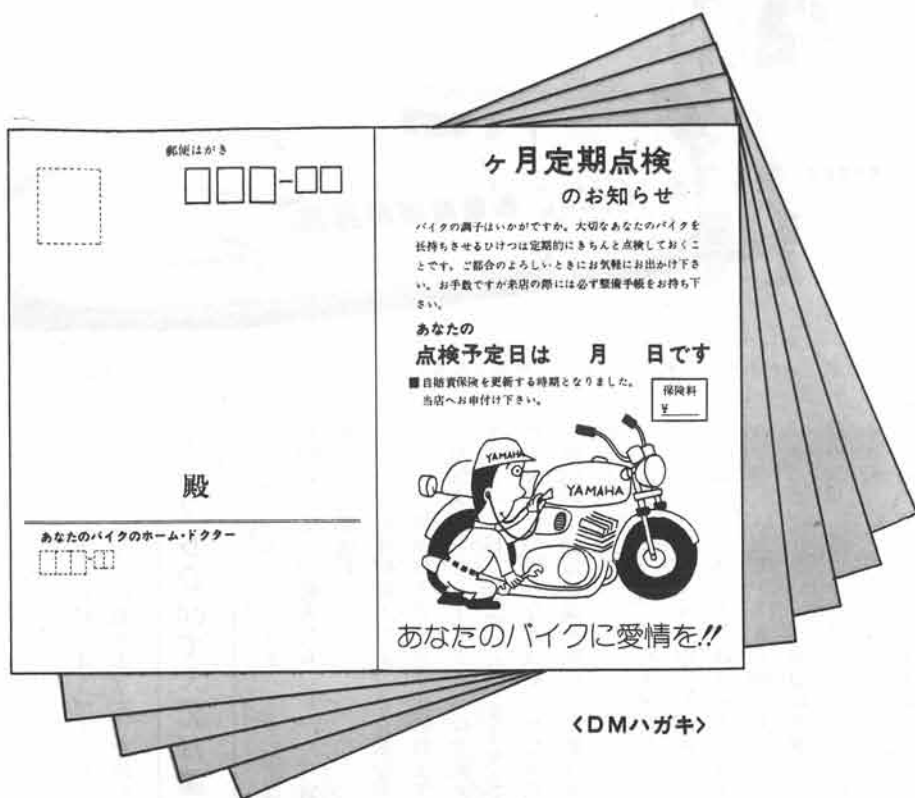 郵便はがき
殿
あなたのバイクのホーム・ドクター
ヶ月定期点検
のお知らせ
バイクの調子はいかがですか。大切なあなたのバイクを
長持ちさせるひけつは定期的にきちんと点検しておくこ
とです。ご都合のよろしいときにお気軽にお出かけ下さ
い。お手数ですが来店の際には必ず整備手帳をお持ち下
さい。
あなたの
点検予定日は　月　日です
■自賠責保険を更新する時期となりました。
当店へお申付け下さい。
保険料
¥
YAMAHA
YAMAHA
あなたのバイクに愛情を!!
〈DMハガキ〉